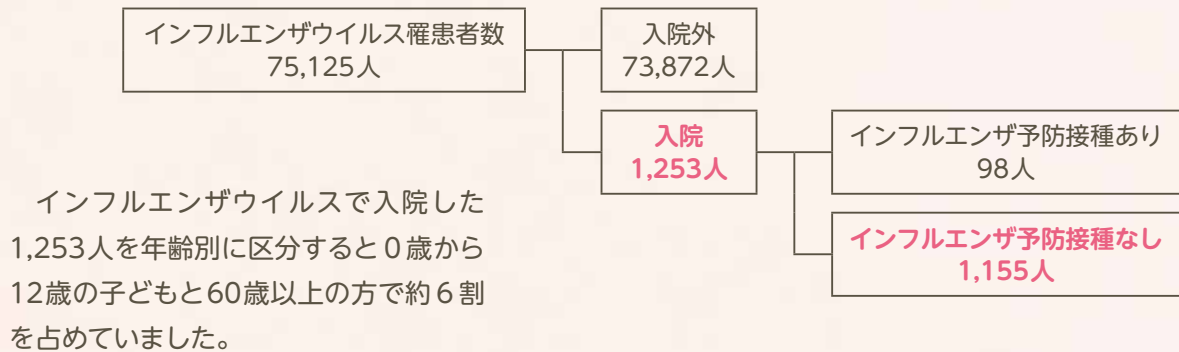 インフルエンザウイルス罹患者数
75,125人
入院外
73,872人
入院
1,253人
インフルエンザ予防接種あり
98人
インフルエンザ予防接種なし
1,155人
インフルエンザウイルスで入院した
1,253人を年齢別に区分すると0歳から
12歳の子どもと60歳以上の方で約6割
を占めていました。